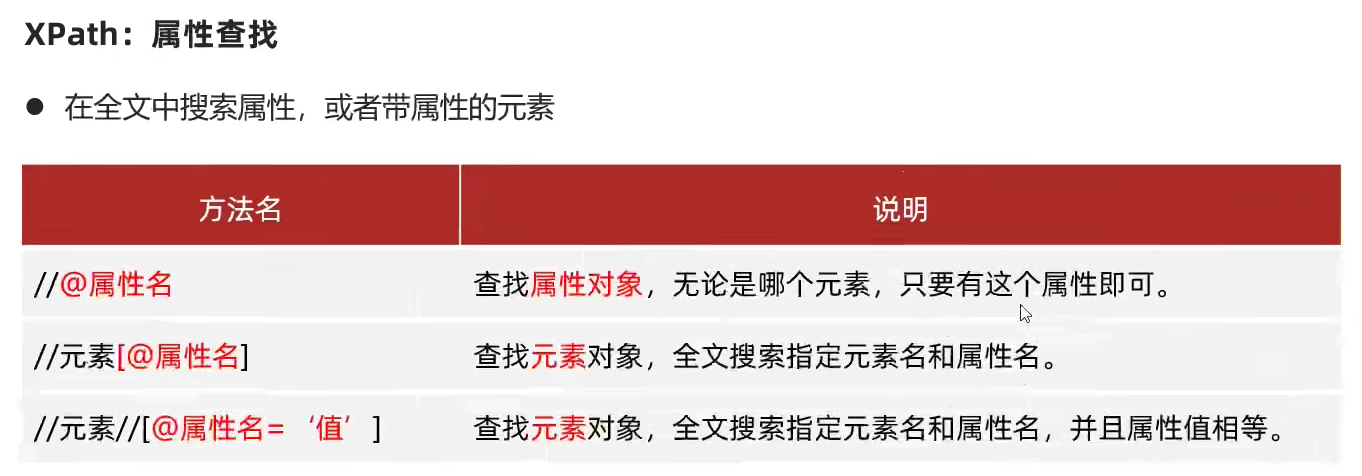 XPath：属性查找
● 在全文中搜索属性，或者带属性的元素
方法名 说明
//@属性名 查找属性对象，无论是哪个元素，只要有这个属性即可。
//元素[@属性名] 查找元素对象，全文搜索指定元素名和属性名。
//元素//[@属性名=‘值’] 查找元素对象，全文搜索指定元素名和属性名，并且属性值相等。